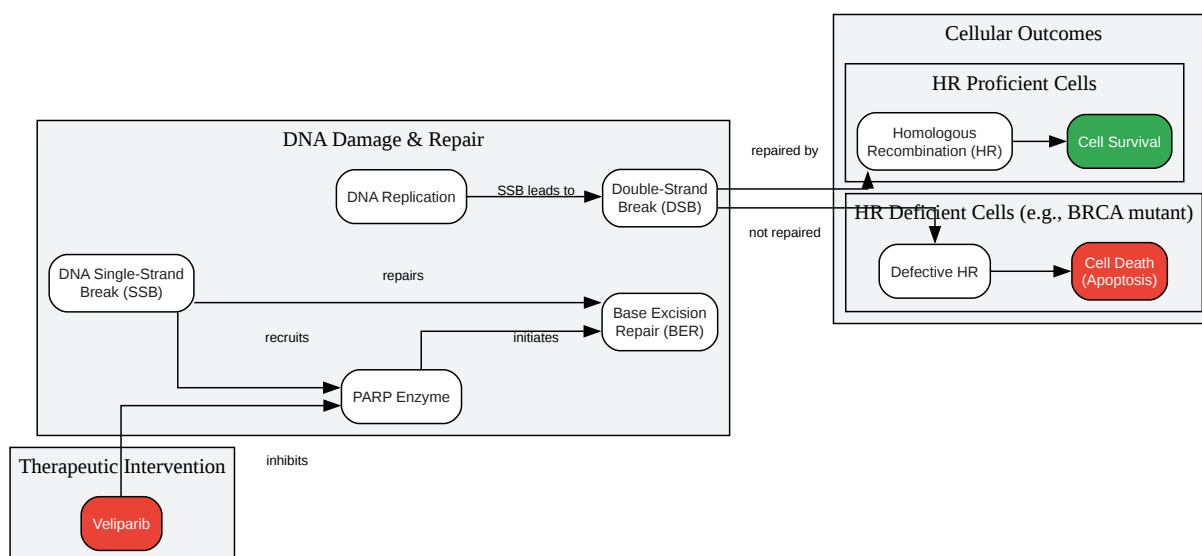 Cellular Outcomes
HR Proficient Cells
Homologous
Recombination (HR)
Cell Survival
DNA Damage & Repair
repaired by
DNA Replication
SSB leads to
Double-Strand
Break (DSB)
not repaired
HR Deficient Cells (e.g., BRCA mutant)
Defective HR
Cell Death
(Apoptosis)
DNA Single-Strand
Break (SSB)
repairs
Base Excision
Repair (BER)
recruits
initiates
PARP Enzyme
inhibits
Therapeutic Intervention
Veliparib